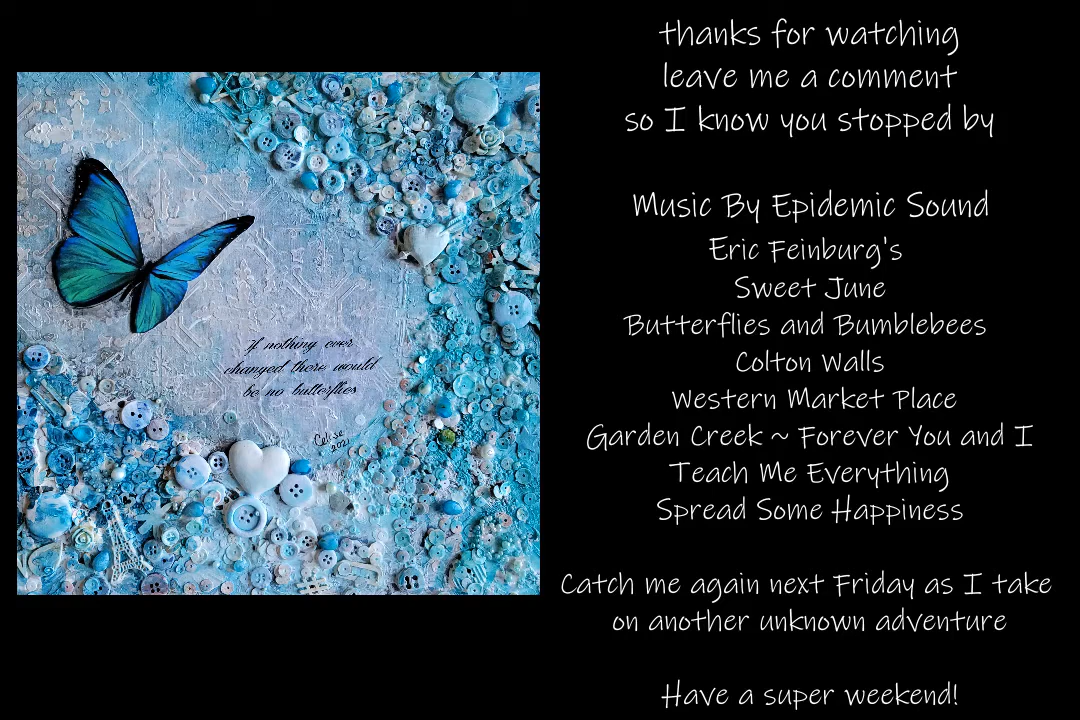 thanks for watching
leave me a comment
so I know you stopped by
Music By Epidemic Sound
Eric Feinburg's
Sweet June
Butterflies and Bumblebees
Colton Walls
Western Market Place
Garden Creek ~ Forever You and I
Teach Me Everything
Spread Some Happiness
Catch me again next Friday as I take
on another unknown adventure
Have a super weekend!
If nothing ever
changed there would
be no butterflies
2021